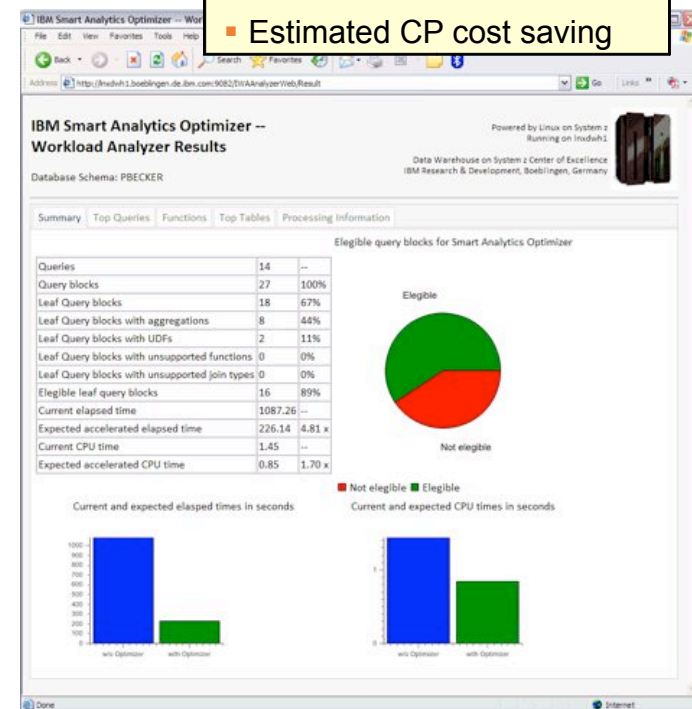 IBM Smart Analytics Optimizer -- Wor
▪ Estimated CP cost saving
File Edit View Favorites Tools Help
Back Search Favorites
Address http://lnxdwh1.boeblingen.de.ibm.com:9082/IWAAnalyzerWeb/Result Go Links »
IBM Smart Analytics Optimizer --
Workload Analyzer Results
Database Schema: PBECKER
Powered by Linux on System z
Running on lnxdwh1
Data Warehouse on System z Center of Excellence
IBM Research & Development, Boeblingen, Germany
Summary Top Queries Functions Top Tables Processing Information
Elegible query blocks for Smart Analytics Optimizer
Queries 14 --
Query blocks 27 100%
Leaf Query blocks 18 67%
Leaf Query blocks with aggregations 8 44%
Leaf Query blocks with UDFs 2 11%
Leaf Query blocks with unsupported functions 0 0%
Leaf Query blocks with unsupported join types 0 0%
Elegible leaf query blocks 16 89%
Current elapsed time 1087.26 --
Expected accelerated elapsed time 226.14 4.81 x
Current CPU time 1.45 --
Expected accelerated CPU time 0.85 1.70 x
Elegible
Not elegible
Not elegible Elegible
Current and expected elasped times in seconds
Current and expected CPU times in seconds
1000
900
800
700
600
500
400
300
200
100
0
w/o Optimizer with Optimizer
1
0
w/o Optimizer with Optimizer
Done Internet